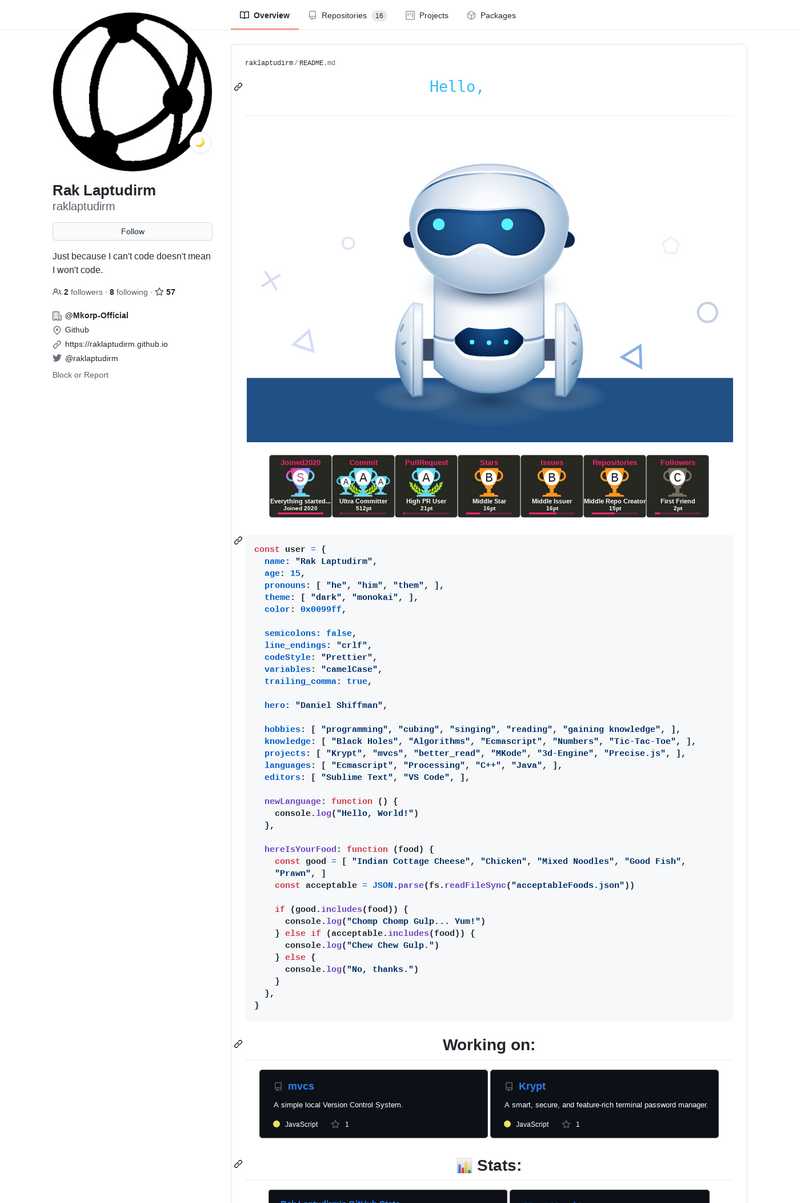 Overview
Repositories 16
Projects
Packages
Rak Laptudirm
raklaptudirm
Follow
Just because I can't code doesn't mean
I won't code.
2 followers · 8 following · 57
@Mkorp-Official
Github
https://raklaptudirm.github.io
@raklaptudirm
Block or Report
raklaptudirm/README.md
Hello,
Joined2020
S
Everything started...
Joined 2020
Commit
A A A
Ultra Committer
512pt
PullRequest
A
High PR User
21pt
Stars
B
Middle Star
16pt
Issues
B
Middle Issuer
16pt
Repositories
B
Middle Repo Creator
15pt
Followers
C
First Friend
2pt
const user = {
name: "Rak Laptudirm",
age: 15,
pronouns: [ "he", "him", "them", ],
theme: [ "dark", "monokai", ],
color: 0x0099ff,
semicolons: false,
line_endings: "crlf",
codeStyle: "Prettier",
variables: "camelCase",
trailing_comma: true,
hero: "Daniel Shiffman",
hobbies: [ "programming", "cubing", "singing", "reading", "gaining knowledge", ],
knowledge: [ "Black Holes", "Algorithms", "Ecmascript", "Numbers", "Tic-Tac-Toe", ],
projects: [ "Krypt", "mvcs", "better_read", "MKode", "3d-Engine", "Precise.js", ],
languages: [ "Ecmascript", "Processing", "C++", "Java", ],
editors: [ "Sublime Text", "VS Code", ],
newLanguage: function () {
console.log("Hello, World!")
},
hereIsYourFood: function (food) {
const good = [ "Indian Cottage Cheese", "Chicken", "Mixed Noodles", "Good Fish",
"Prawn", ]
const acceptable = JSON.parse(fs.readFileSync("acceptableFoods.json"))
if (good.includes(food)) {
console.log("Chomp Chomp Gulp... Yum!")
} else if (acceptable.includes(food)) {
console.log("Chew Chew Gulp.")
} else {
console.log("No, thanks.")
}
},
}
Working on:
mvcs
A simple local Version Control System.
JavaScript 1
Krypt
A smart, secure, and feature-rich terminal password manager.
JavaScript 1
Stats: